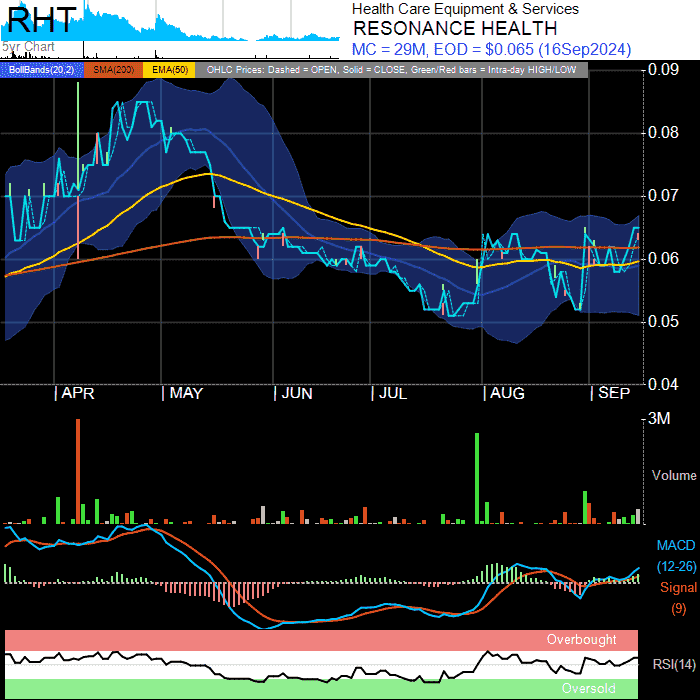 RHT
5yr Chart
Health Care Equipment & Services
RESONANCE HEALTH
MC = 29M, EOD = $0.065 (16Sep2024)
BollBands(20,2) SMA(200) EMA(50) OHLC Prices: Dashed = OPEN, Solid = CLOSE, Green/Red bars = Intra-day HIGH/LOW
0.09
0.08
0.07
0.06
0.05
0.04
APR MAY JUN JUL AUG SEP
3M
Volume
MACD
(12-26)
Signal
(9)
Overbought
RSI(14)
Oversold